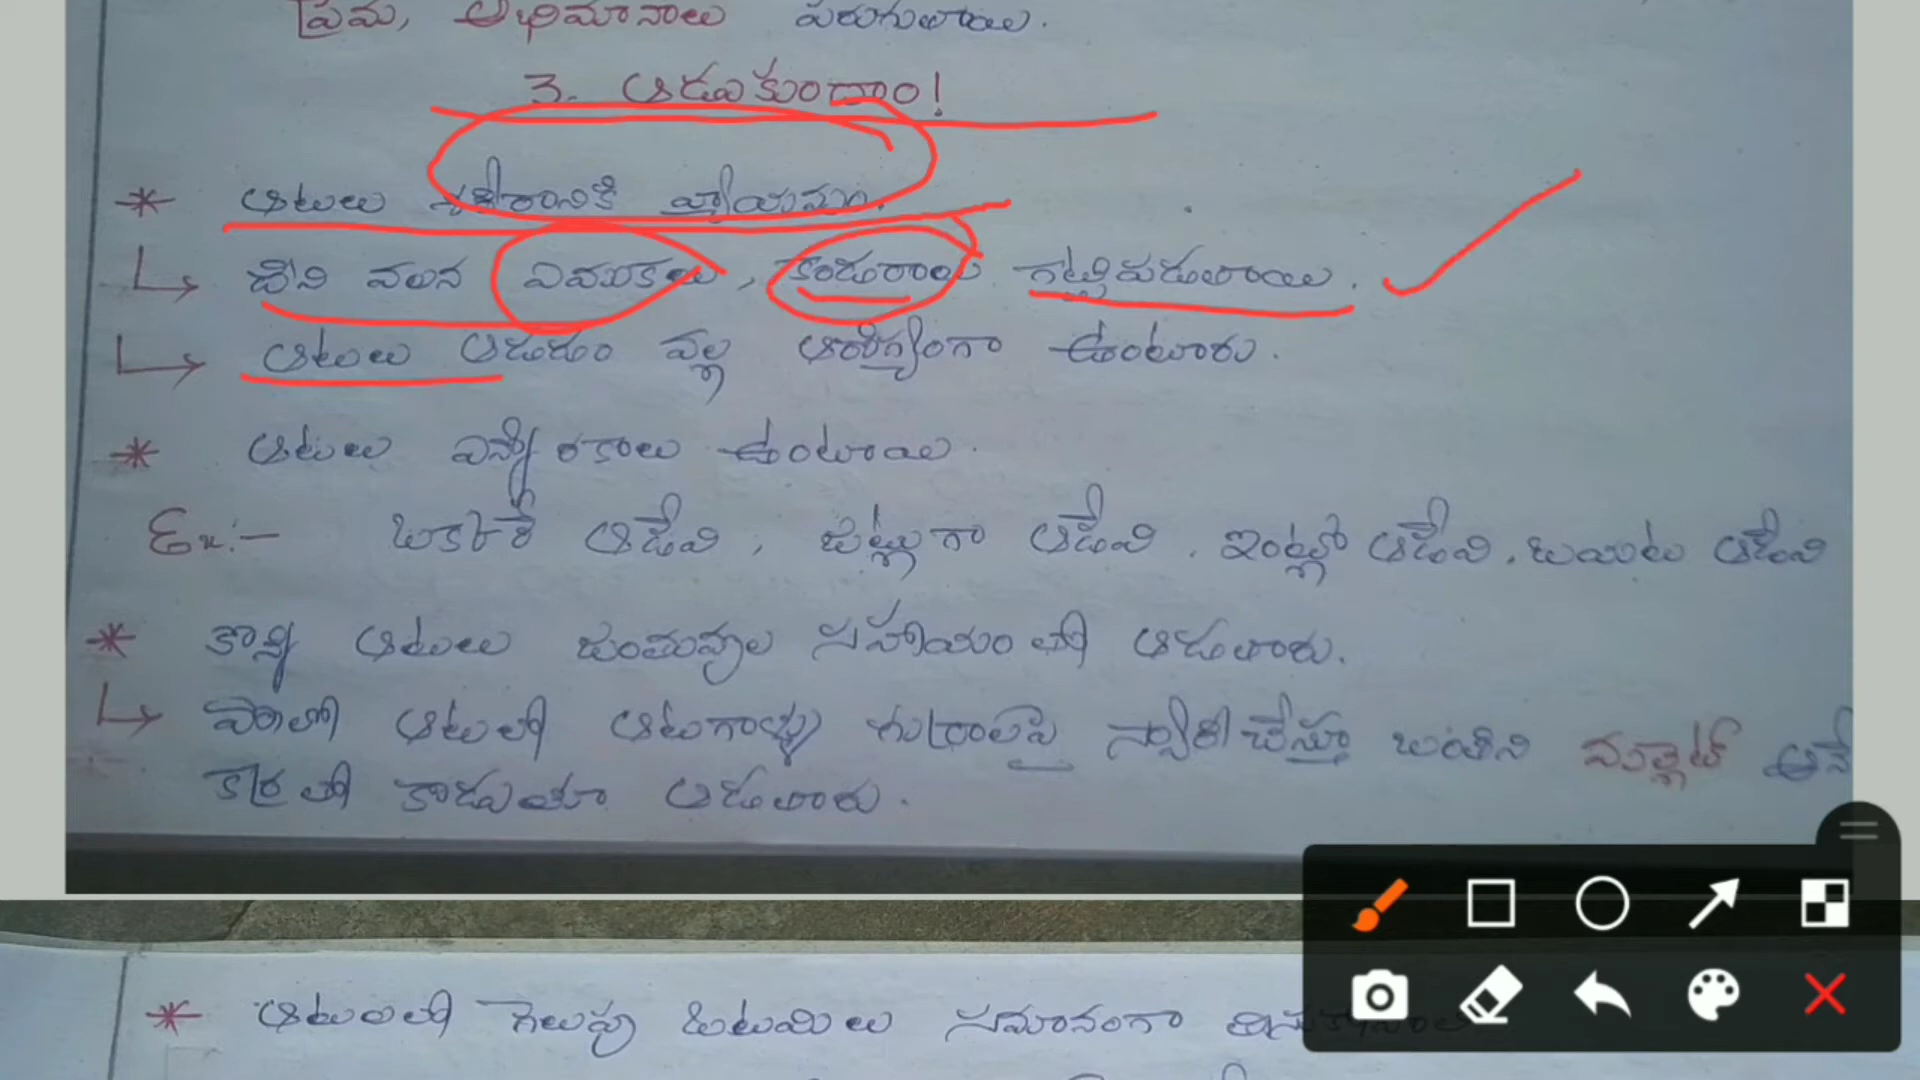 ప్రేమ, అభిమానాలు పెరుగుతాయి.
3. ఆడుకుందాం!
* ఆటలు శరీరానికి వ్యాయామం.
↳ దీని వలన ఎముకలు, కండరాలు గట్టిపడుతాయి.
↳ ఆటలు ఆడడం వల్ల ఆరోగ్యంగా ఉంటారు.
* ఆటలు ఎన్నో రకాలు ఉంటాయి.
Ex:- ఒకరే ఆడేవి, జట్లుగా ఆడేవి, ఇంట్లో ఆడేవి, బయట ఆడేవి
* కొన్ని ఆటలు జంతువుల సహాయంతో ఆడుతారు.
↳ పోలో ఆటలో ఆటగాళ్ళు గుర్రాలపై స్వారీ చేస్తూ బంతిని మాల్లెట్ అనే
కర్రతో కొడుతూ ఆడుతారు.
* ఆటలలో గెలుపు ఓటమిలు సమానంగా